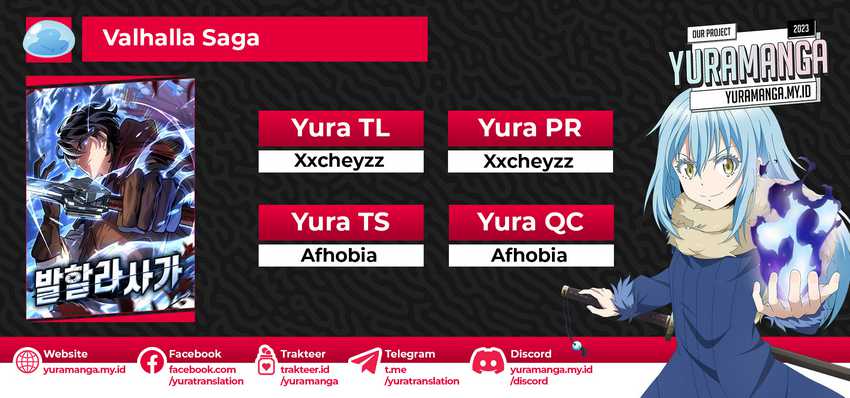 Valhalla Saga
OUR PROJECT
2023
YURAMANGA
YURAMANGA.MY.ID
발할라 사가
Yura TL
Xxcheyzz
Yura PR
Xxcheyzz
Yura TS
Afhobia
Yura QC
Afhobia
Website
yuramanga.my.id
Facebook
facebook.com
/yuratranslation
Trakteer
trakteer.id
/yuramanga
Telegram
t.me
/yuratranslation
Discord
yuramanga.my.id
/discord